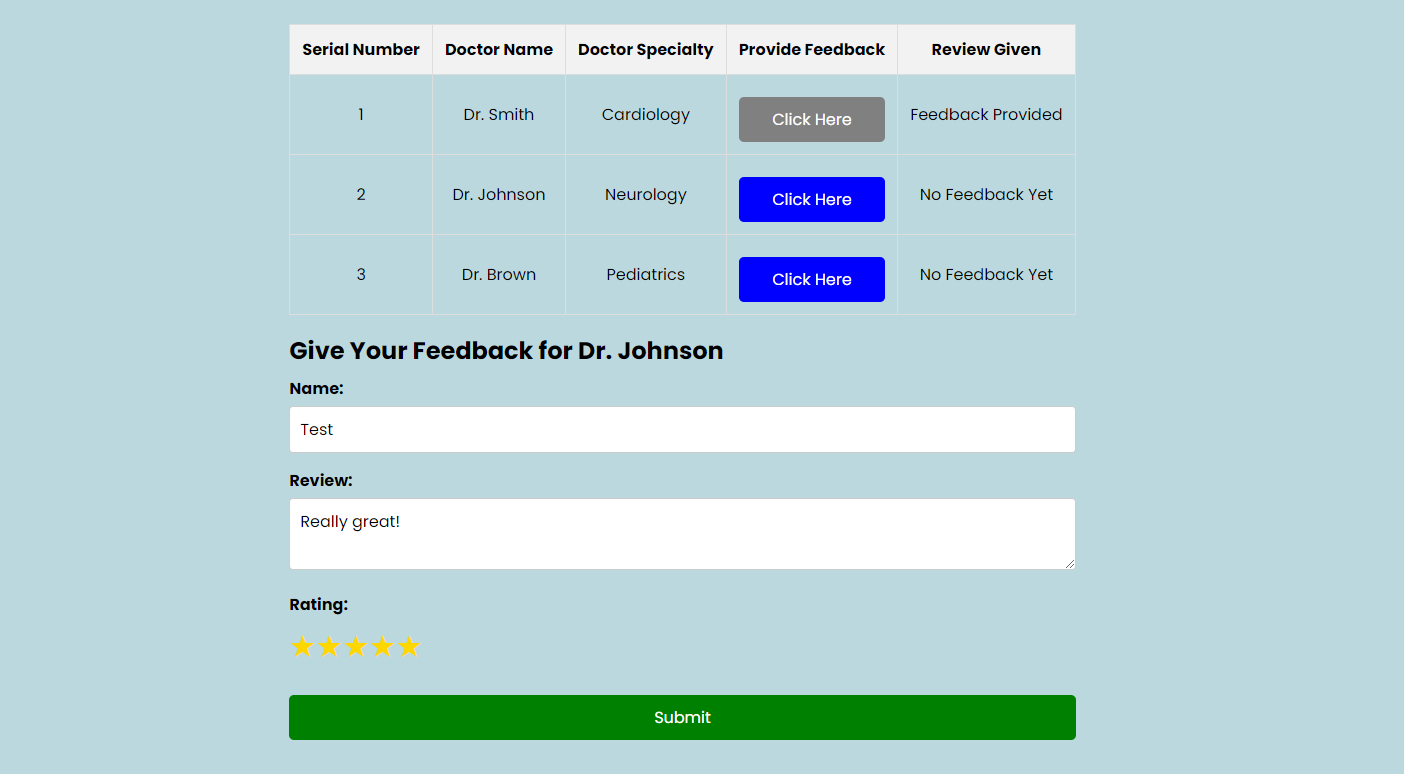 Serial Number Doctor Name Doctor Specialty Provide Feedback Review Given
1 Dr. Smith Cardiology Click Here Feedback Provided
2 Dr. Johnson Neurology Click Here No Feedback Yet
3 Dr. Brown Pediatrics Click Here No Feedback Yet
Give Your Feedback for Dr. Johnson
Name:
Test
Review:
Really great!
Rating:
★★★★★
Submit